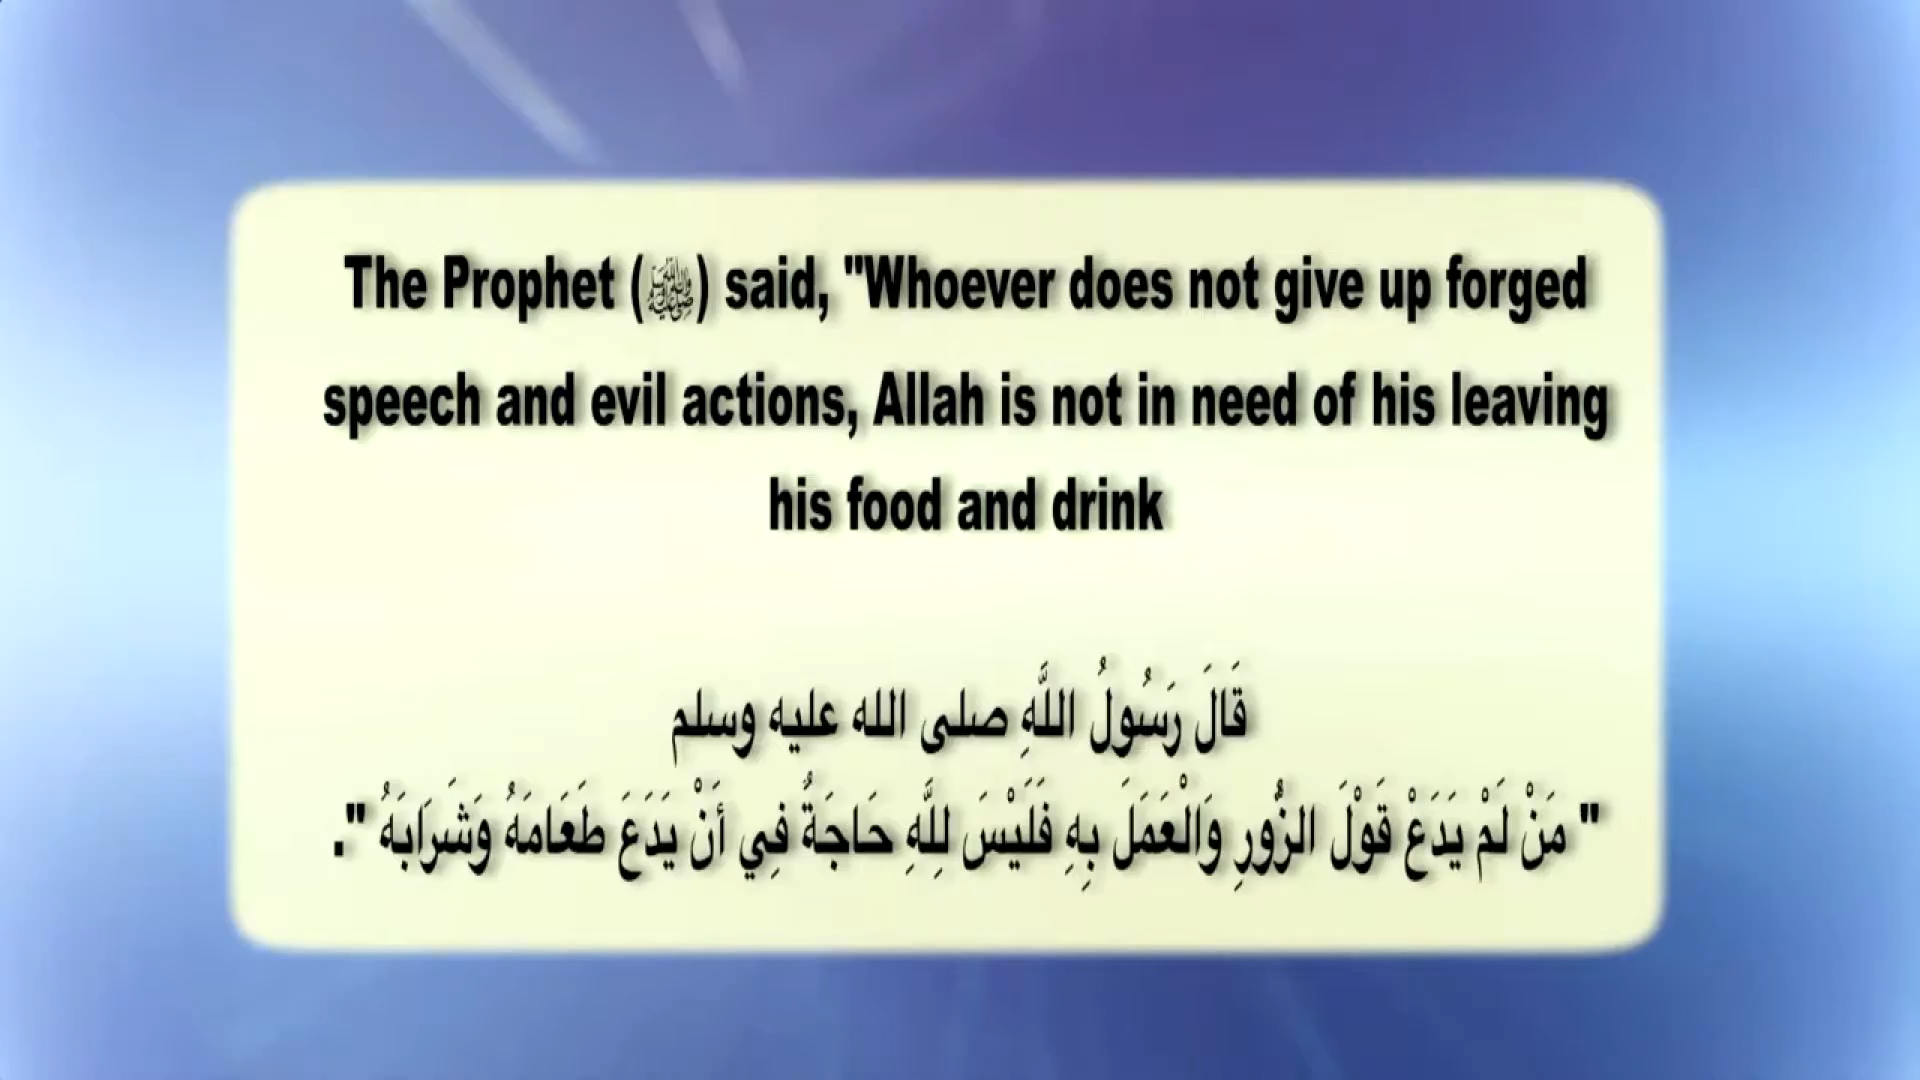 The Prophet (ﷺ) said, "Whoever does not give up forged
speech and evil actions, Allah is not in need of his leaving
his food and drink
قَالَ رَسُولُ اللَّهِ صلى الله عليه وسلم
" مَنْ لَمْ يَدَعْ قَوْلَ الزُّورِ وَالْعَمَلَ بِهِ فَلَيْسَ لِلَّهِ حَاجَةٌ فِي أَنْ يَدَعَ طَعَامَهُ وَشَرَابَهُ ".